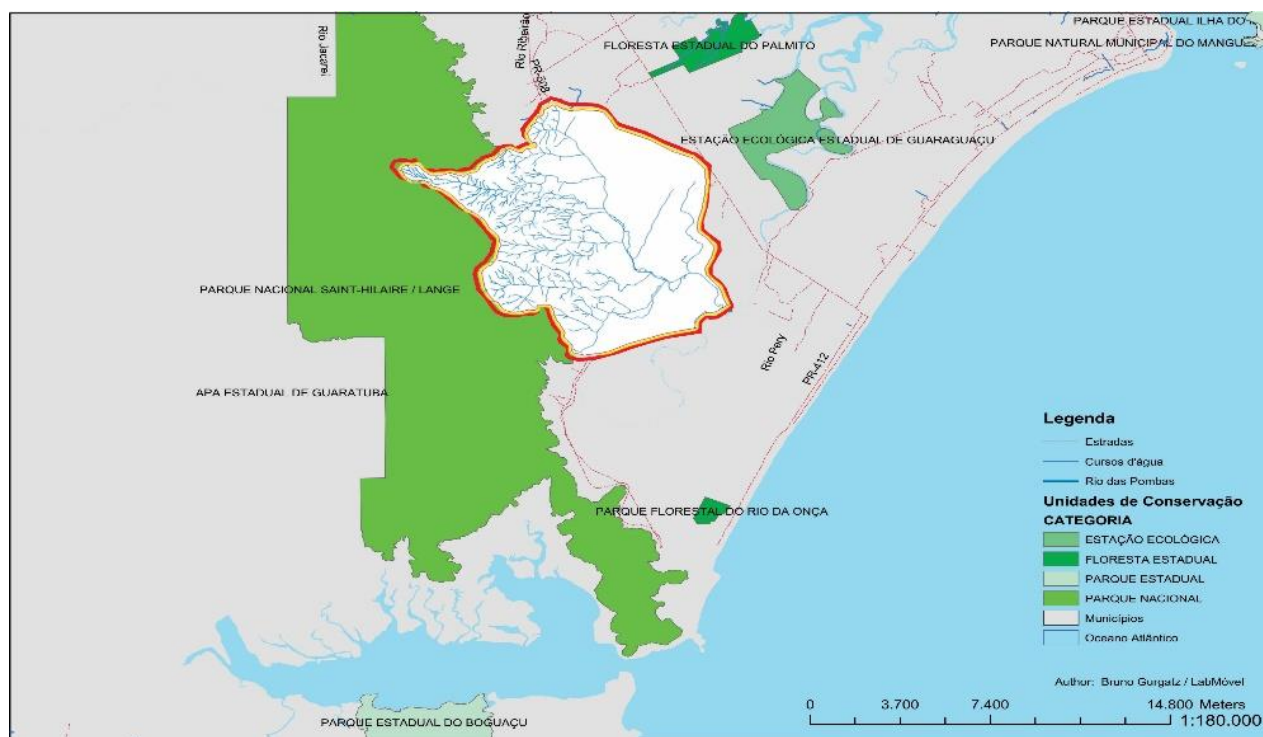 PARQUE ESTADUAL ILHA DO
PARQUE NATURAL MUNICIPAL DO MANGUE
FLORESTA ESTADUAL DO PALMITO
Rio Jacareí
Rio Ribeirão
PR-508
ESTAÇÃO ECOLÓGICA ESTADUAL DE GUARAGUAÇU
PARQUE NACIONAL SAINT-HILAIRE / LANGE
Rio Pery
PR-412
APA ESTADUAL DE GUARATUBA
PARQUE FLORESTAL DO RIO DA ONÇA
PARQUE ESTADUAL DO BOGUAÇU
Legenda
Estradas
Cursos d'água
Rio das Pombas
Unidades de Conservação
CATEGORIA
ESTAÇÃO ECOLÓGICA
FLORESTA ESTADUAL
PARQUE ESTADUAL
PARQUE NACIONAL
Municípios
Oceano Atlântico
Author: Bruno Gurgatz / LabMóvel
0 3.700 7.400 14.800 Meters
1:180.000